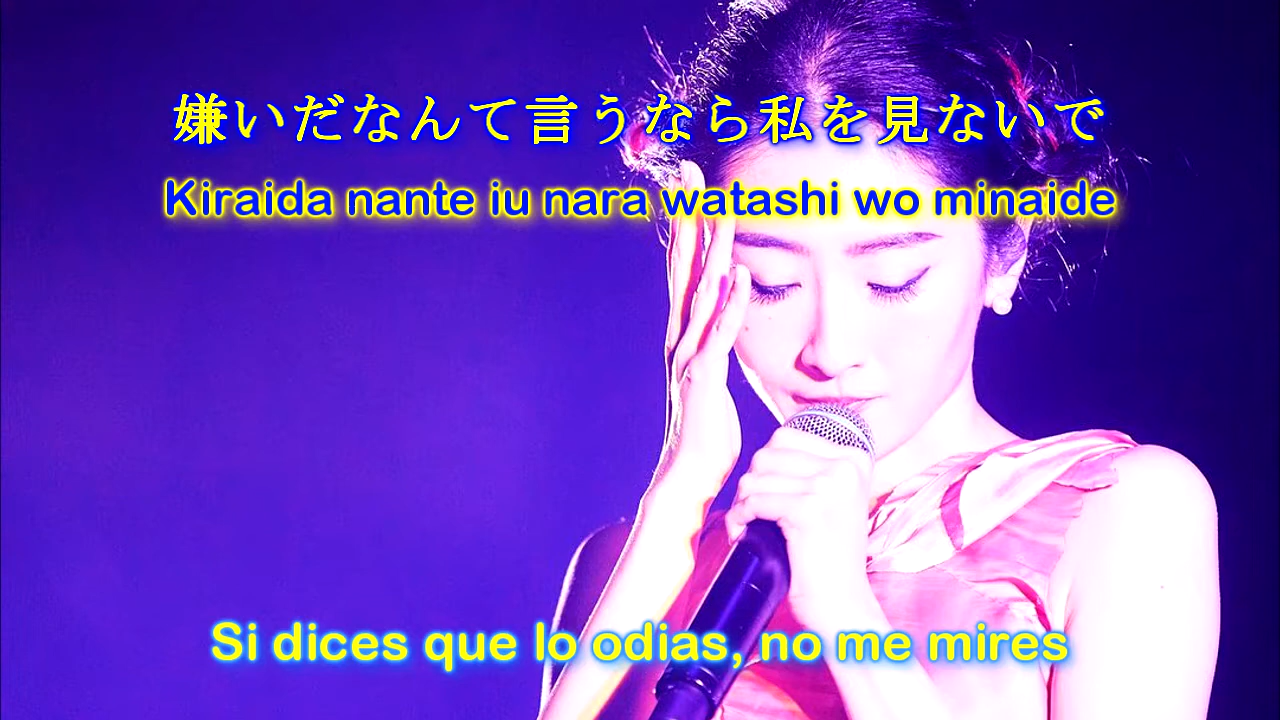 嫌いだなんて言うなら私を見ないで
Kiraida nante iu nara watashi wo minaide
Si dices que lo odias, no me mires